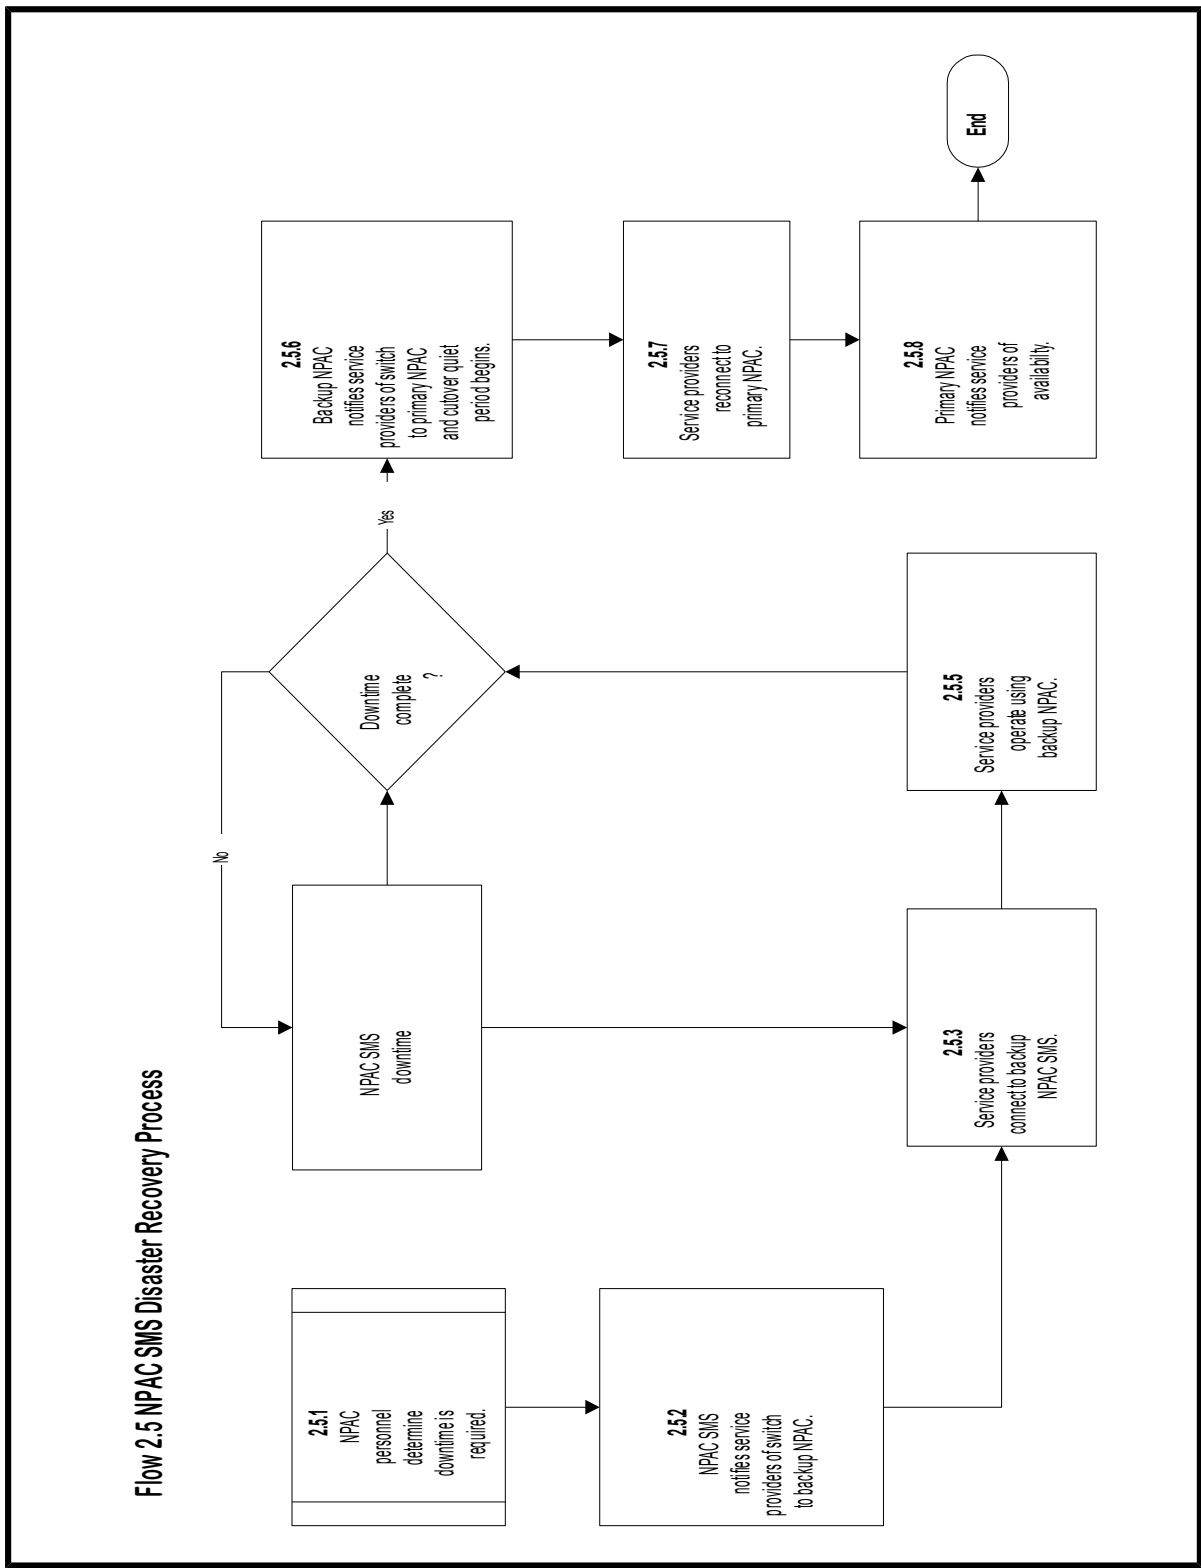 Flow 2.5 NPAC SMS Disaster Recovery Process
2.5.1
NPAC
personnel
determine
downtime is
required.
2.5.2
NPAC SMS
notifies service
providers of switch
to backup NPAC.
NPAC SMS
downtime
2.5.3
Service providers
connect to backup
NPAC SMS.
No
Downtime
complete
?
2.5.5
Service providers
operate using
backup NPAC.
Yes
2.5.6
Backup NPAC
notifies service
providers of switch
to primary NPAC
and cutover quiet
period begins.
2.5.7
Service providers
reconnect to
primary NPAC.
2.5.8
Primary NPAC
notifies service
providers of
availability.
End